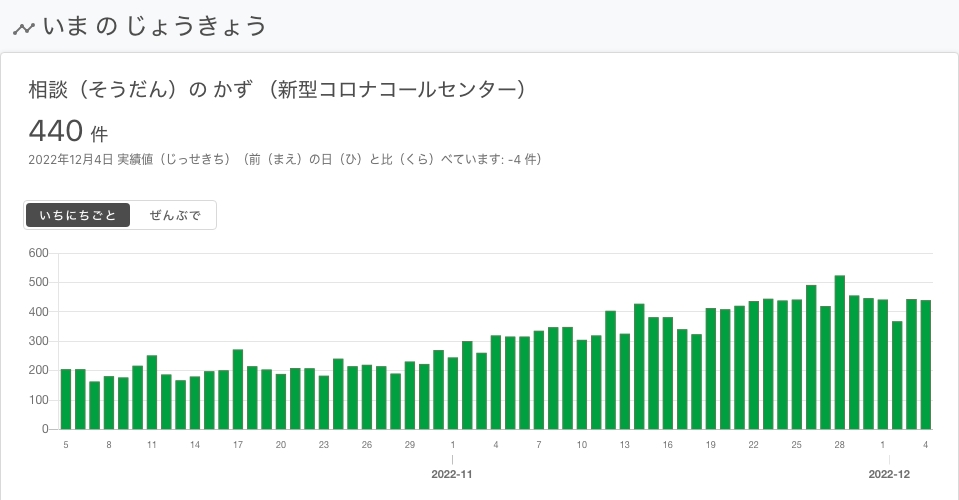 いま の じょうきょう
相談（そうだん）の かず （新型コロナコールセンター）
440 件
2022年12月4日 実績値（じっせきち）（前（まえ）の日（ひ）と比（くら）べています: -4 件）
いちにちごと ぜんぶで
600
500
400
300
200
100
0
5 8 11 14 17 20 23 26 29 1 4 7 10 13 16 19 22 25 28 1 4
2022-11 2022-12